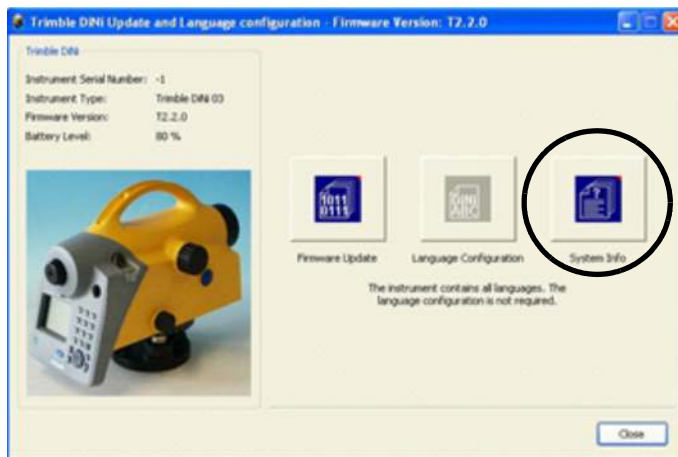 Trimble DiNi Update and Language configuration - Firmware Version: T2.2.0
Trimble DiNi
Instrument Serial Number: -1
Instrument Type: Trimble DiNi 03
Firmware Version: T2.2.0
Battery Level: 80 %
1011
0111
DiNi
ABC
?
Firmware Update
Language Configuration
System Info
The instrument contains all languages. The
language configuration is not required.
Close